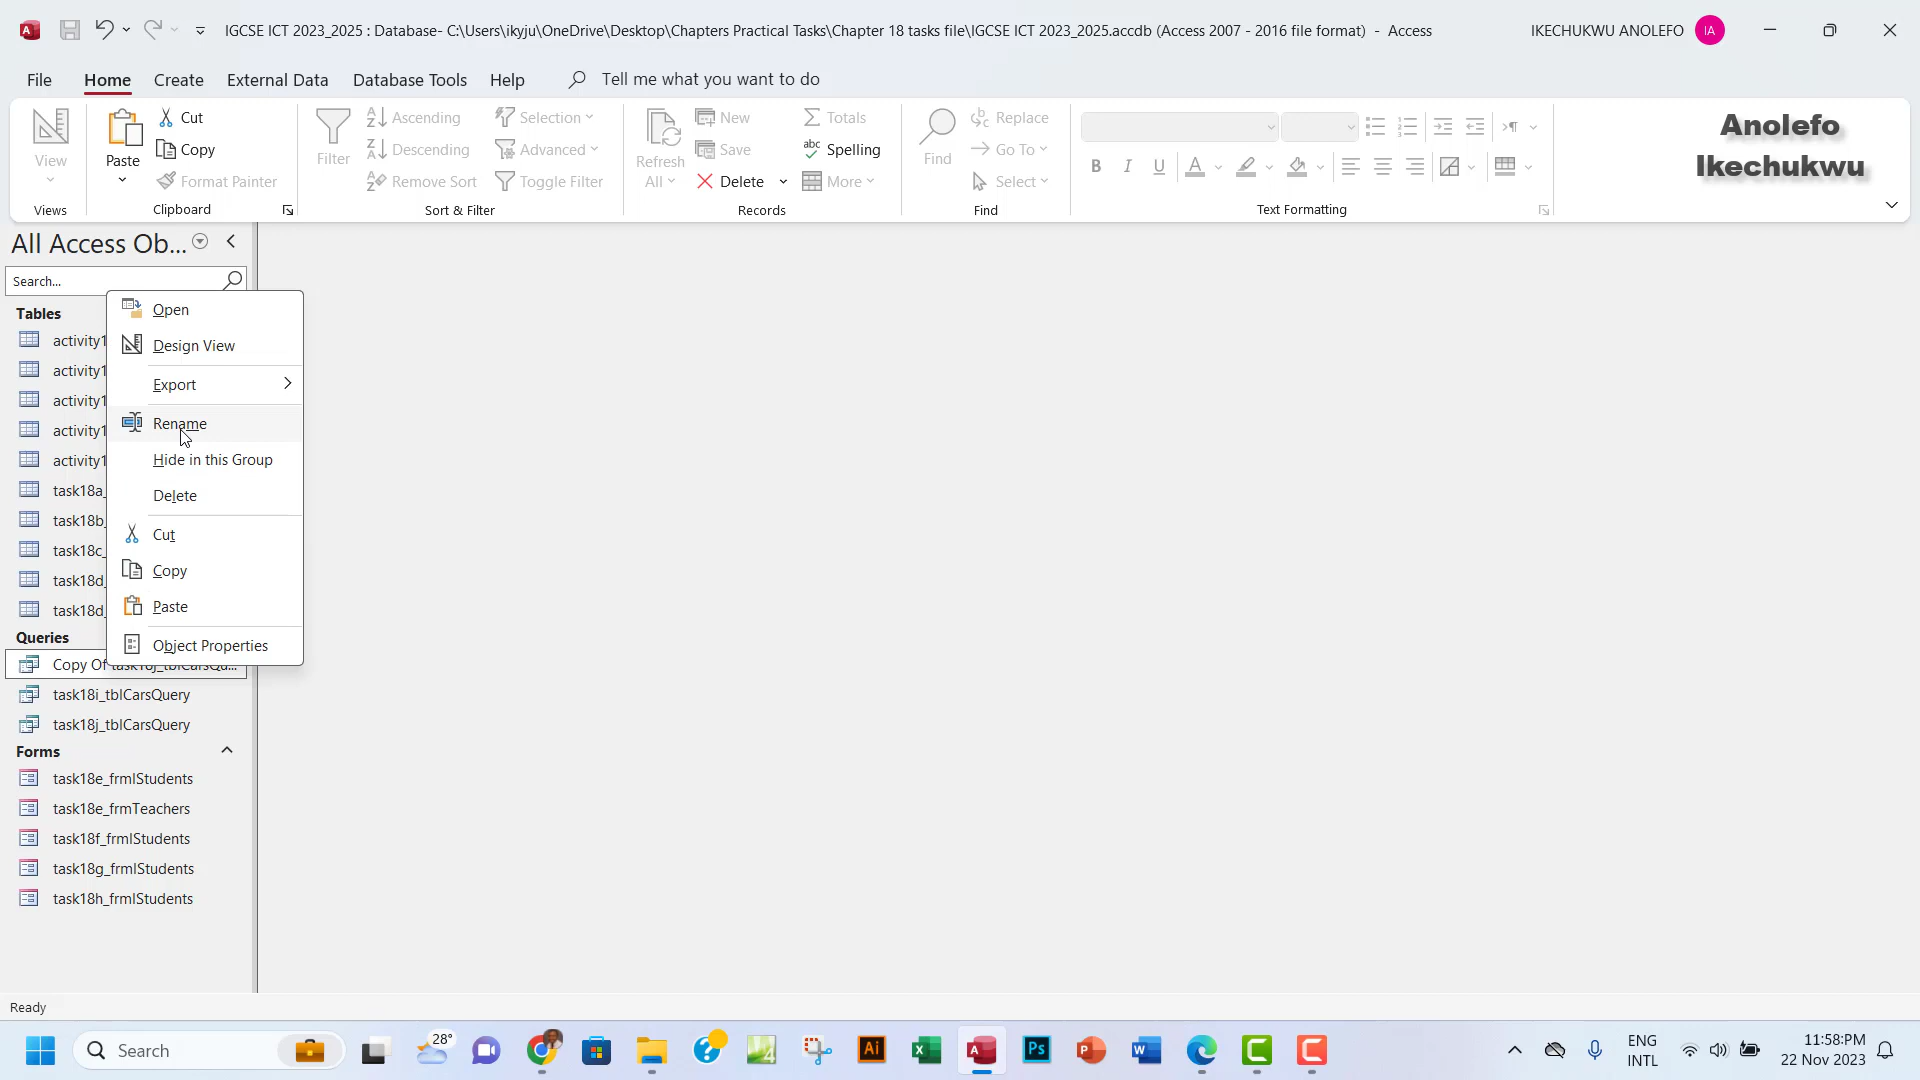 IGCSE ICT 2023_2025 : Database- C:\Users\ikyju\OneDrive\Desktop\Chapters Practical Tasks\Chapter 18 tasks file\IGCSE ICT 2023_2025.accdb (Access 2007 - 2016 file format) - Access
IKECHUKWU ANOLEFO
IA
File
Home
Create
External Data
Database Tools
Help
Tell me what you want to do
View
Views
Paste
Cut
Copy
Format Painter
Clipboard
Filter
Ascending
Descending
Remove Sort
Selection
Advanced
Toggle Filter
Sort & Filter
Refresh
All
New
Save
Delete
Totals
Spelling
More
Records
Find
Replace
Go To
Select
Find
B I U
A
Text Formatting
Anolefo
Ikechukwu
All Access Ob...
Search...
Tables
activity1
activity1
activity1
activity1
activity1
task18a_
task18b_
task18c_
task18d_
task18d_
Queries
Copy Of task18j_tblCarsQu...
task18i_tblCarsQuery
task18j_tblCarsQuery
Forms
task18e_frmlStudents
task18e_frmTeachers
task18f_frmlStudents
task18g_frmlStudents
task18h_frmlStudents
Open
Design View
Export
Rename
Hide in this Group
Delete
Cut
Copy
Paste
Object Properties
Ready
Search
28°
Ai
Ps
ENG
INTL
11:58:PM
22 Nov 2023